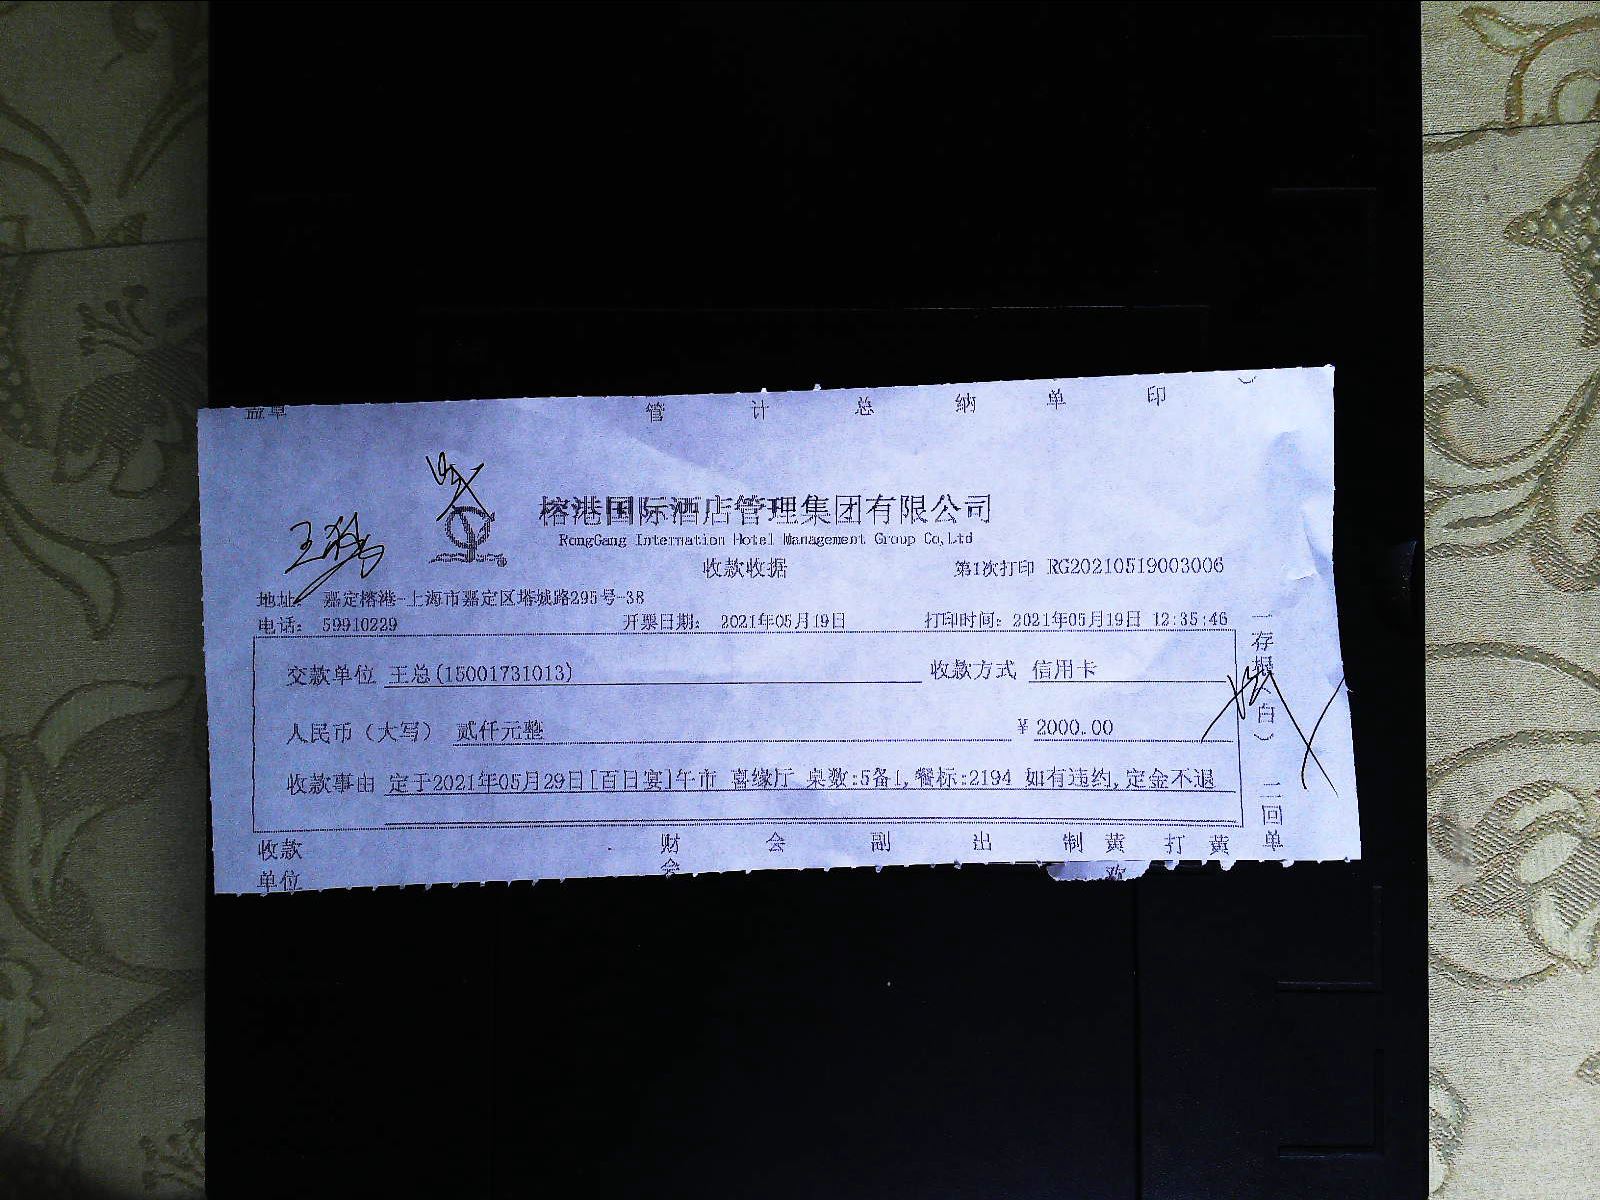 盖章 管 计 总 纳 单 印
榕港国际酒店管理集团有限公司
RongGang Internation Hotel Management Group Co,Ltd
收款收据
第1次打印 RG20210519003006
地址: 嘉定榕港-上海市嘉定区塔城路295号-38
电话: 59910229 开票日期: 2021年05月19日 打印时间: 2021年05月19日 12:35:46
交款单位 王总(15001731013) 收款方式 信用卡
人民币（大写） 贰仟元整 ¥2000.00
收款事由 定于2021年05月29日[百日宴]午市 喜缘厅 桌数:5备1,餐标:2194 如有违约,定金不退
一存根(白) 二回单
收款 财 会 副 出 制 黄 打 黄
单位 会 欢